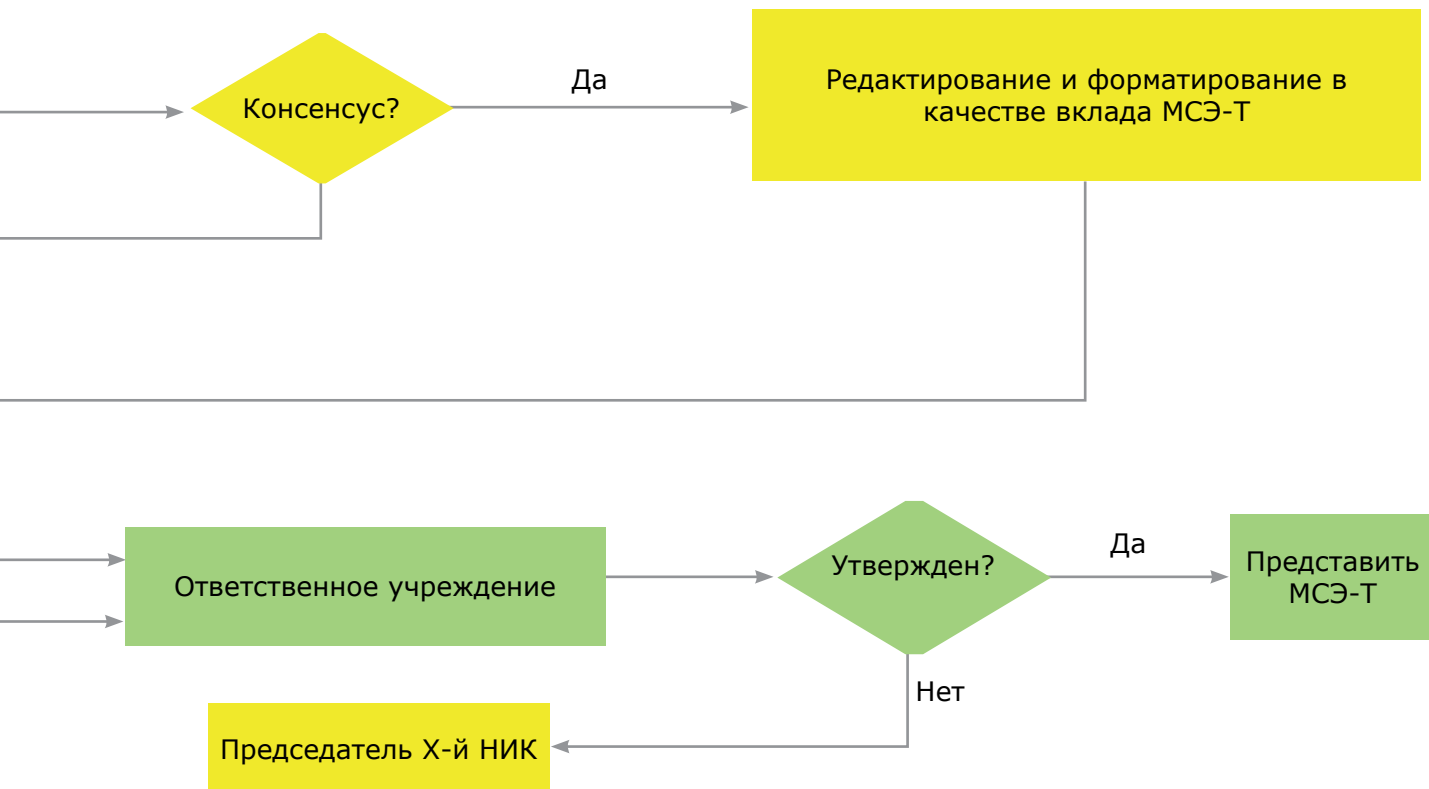 Консенсус?
Да
Редактирование и форматирование в
качестве вклада МСЭ-Т
Ответственное учреждение
Утвержден?
Да
Представить
МСЭ-Т
Нет
Председатель X-й НИК